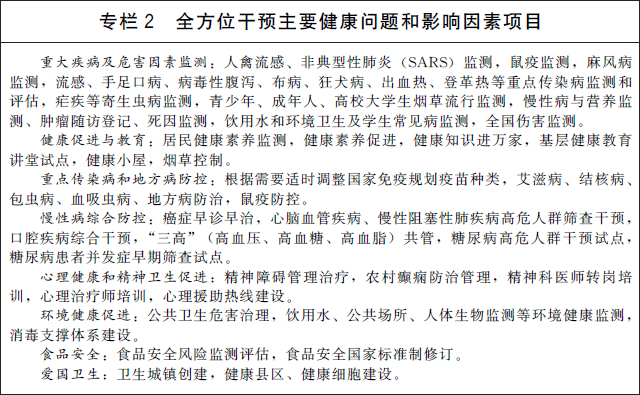 专栏2 全方位干预主要健康问题和影响因素项目
重大疾病及危害因素监测：人禽流感、非典型性肺炎（SARS）监测，鼠疫监测，麻风病
监测，流感、手足口病、病毒性腹泻、布病、狂犬病、出血热、登革热等重点传染病监测和
评估，疟疾等寄生虫病监测，青少年、成年人、高校大学生烟草流行监测，慢性病与营养监
测、肿瘤随访登记、死因监测，饮用水和环境卫生及学生常见病监测，全国伤害监测。
健康促进与教育：居民健康素养监测，健康素养促进，健康知识进万家，基层健康教育
讲堂试点，健康小屋，烟草控制。
重点传染病和地方病防控：根据需要适时调整国家免疫规划疫苗种类，艾滋病、结核病、
包虫病、血吸虫病、地方病防治，鼠疫防控。
慢性病综合防控：癌症早诊早治，心脑血管疾病、慢性阻塞性肺疾病高危人群筛查干预，
口腔疾病综合干预，“三高”（高血压、高血糖、高血脂）共管，糖尿病高危人群干预试点，
糖尿病患者并发症早期筛查试点。
心理健康和精神卫生促进：精神障碍管理治疗，农村癫痫防治管理，精神科医师转岗培
训，心理治疗师培训，心理援助热线建设。
环境健康促进：公共卫生危害治理，饮用水、公共场所、人体生物监测等环境健康监测，
消毒支撑体系建设。
食品安全：食品安全风险监测评估，食品安全国家标准制修订。
爱国卫生：卫生城镇创建，健康县区、健康细胞建设。